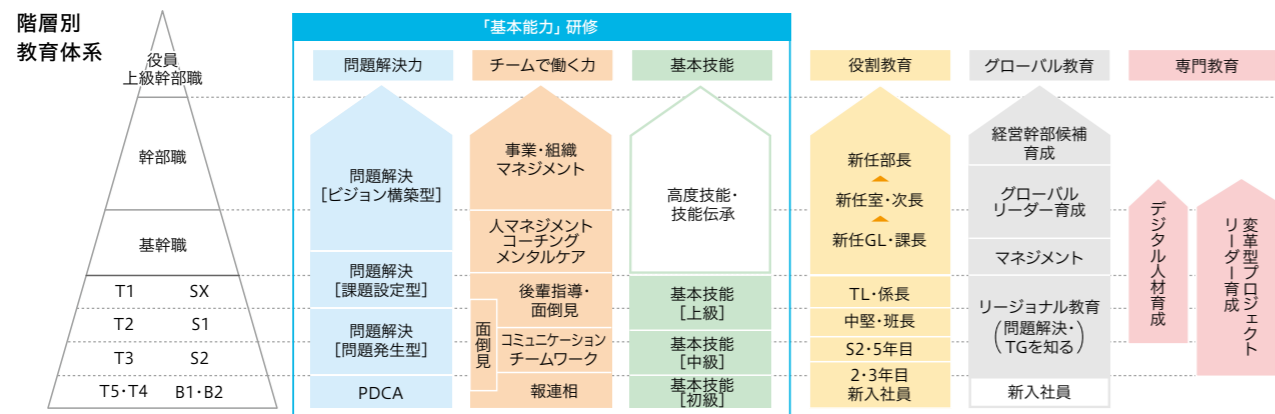 階層別
教育体系
役員
上級幹部職
幹部職
基幹職
T1 SX
T2 S1
T3 S2
T5・T4 B1・B2
「基本能力」研修
問題解決力
問題解決
[ビジョン構築型]
問題解決
[課題設定型]
問題解決
[問題発生型]
PDCA
チームで働く力
事業・組織
マネジメント
人マネジメント
コーチング
メンタルケア
後輩指導・
面倒見
面倒見
コミュニケーション
チームワーク
報連相
基本技能
高度技能・
技能伝承
基本技能
[上級]
基本技能
[中級]
基本技能
[初級]
役割教育
新任部長
新任室・次長
新任GL・課長
TL・係長
中堅・班長
S2・5年目
2・3年目
新入社員
グローバル教育
経営幹部候補
育成
グローバル
リーダー育成
マネジメント
リージョナル教育
(問題解決・
TGを知る)
新入社員
専門教育
デジタル人材育成
変革型プロジェクト
リーダー育成